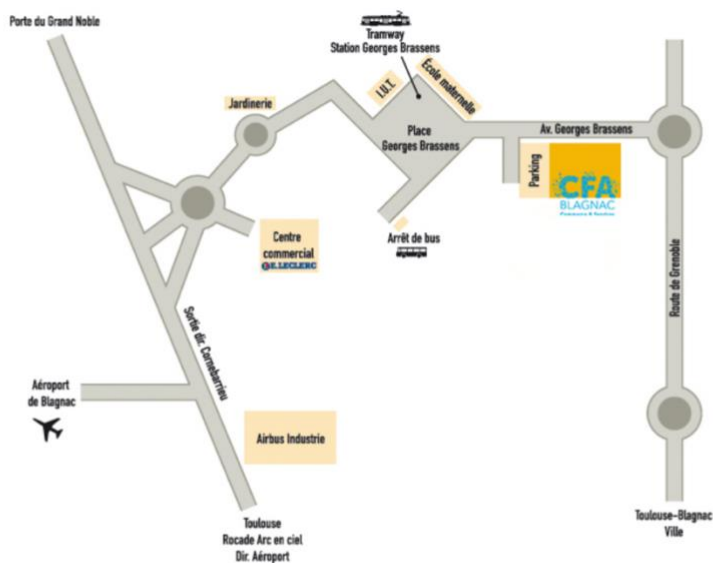 Porte du Grand Noble
Tramway
Station Georges Brassens
I.U.T.
École maternelle
Jardinerie
Place
Georges Brassens
Av. Georges Brassens
Parking
CFA
BLAGNAC
Arrêt de bus
Centre
commercial
E.LECLERC
Route de Grenoble
Sortie dir. Cornebarrieu
Aéroport
de Blagnac
Airbus Industrie
Toulouse
Rocade Arc en ciel
Dir. Aéroport
Toulouse-Blagnac
Ville